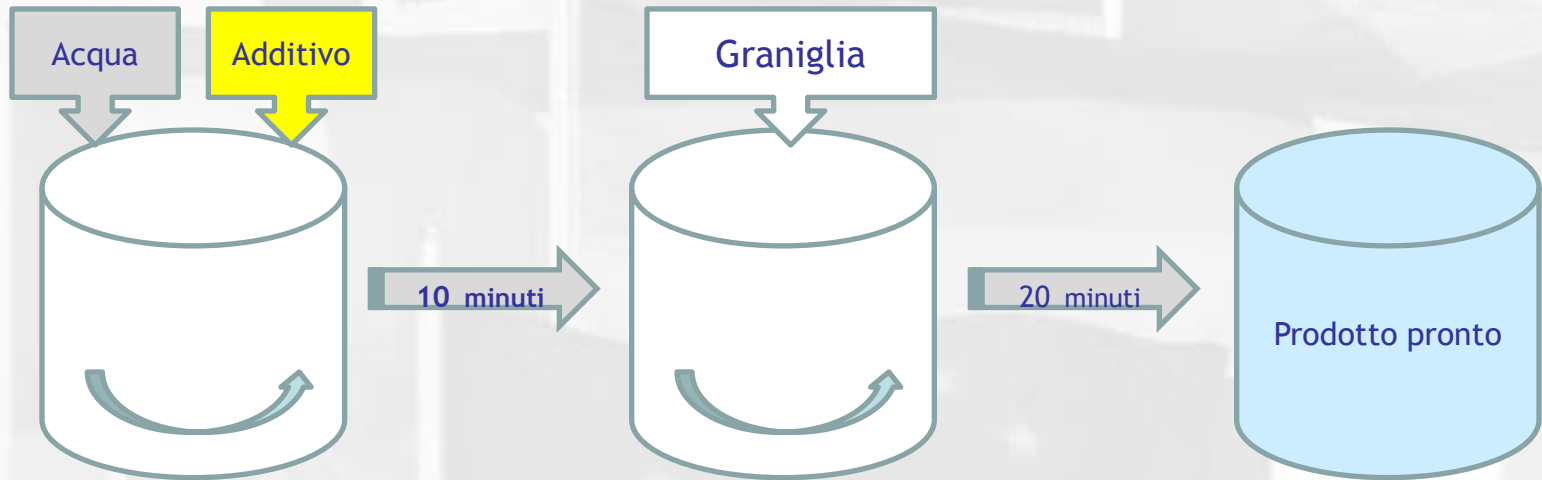 Acqua
Additivo
Graniglia
10 minuti
20 minuti
Prodotto pronto